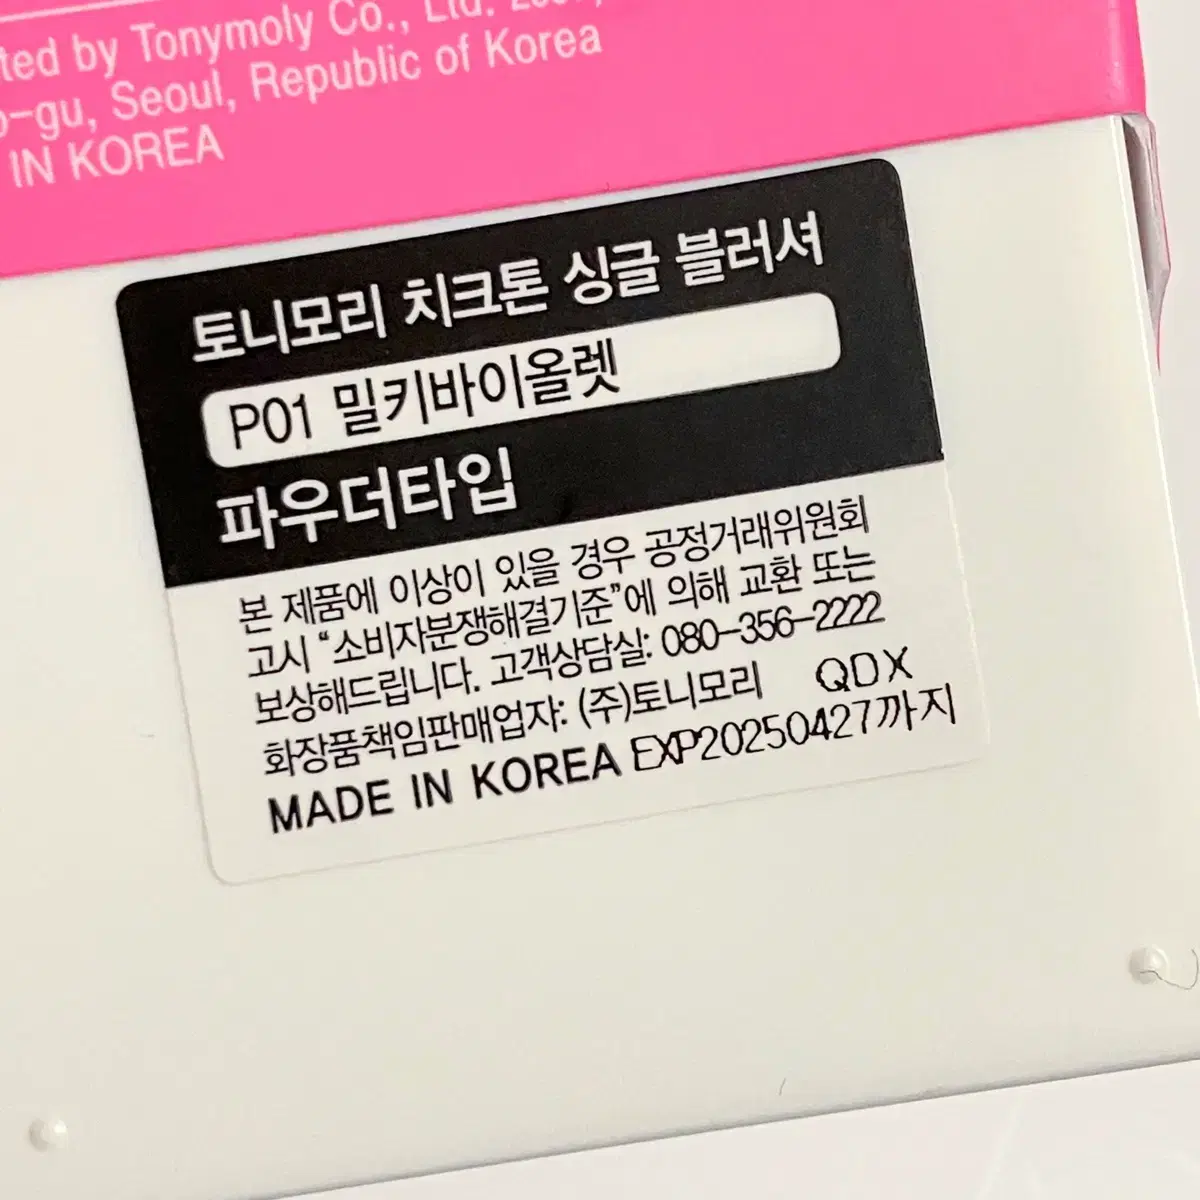 by Tonymoly Co., Ltd.
Seoul, Republic of Korea
IN KOREA
토니모리 치크톤 싱글 블러셔
P01 밀키바이올렛
파우더타입
본 제품에 이상이 있을 경우 공정거래위원회
고시 “소비자분쟁해결기준”에 의해 교환 또는
보상해드립니다. 고객상담실: 080-356-2222
화장품책임판매업자: (주)토니모리 QDX
MADE IN KOREA EXP20250427까지